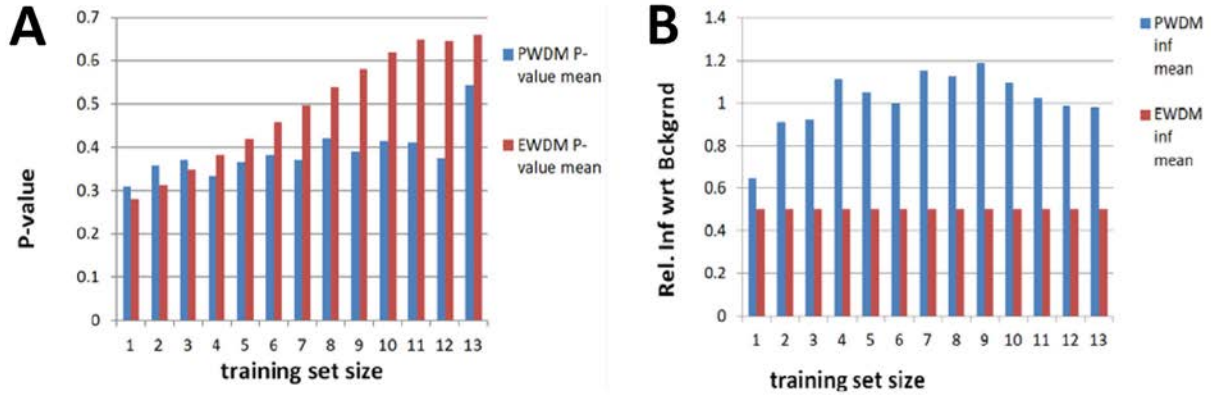 A
0.7
0.6
0.5
0.4
0.3
0.2
0.1
0
P-value
1 2 3 4 5 6 7 8 9 10 11 12 13
training set size
PWDM P-
value mean
EWDM P-
value mean
B
1.4
1.2
1
0.8
0.6
0.4
0.2
0
Rel. Inf wrt Bckgrnd
1 2 3 4 5 6 7 8 9 10 11 12 13
training set size
PWDM
inf
mean
EWDM
inf
mean